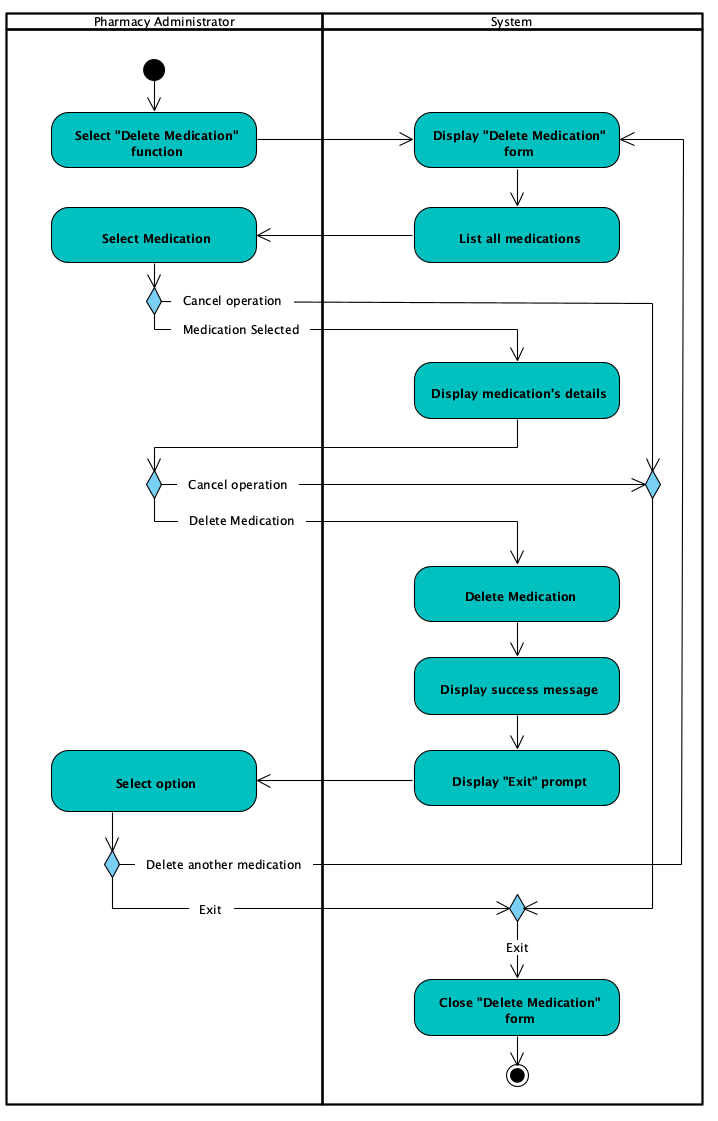 Pharmacy Administrator
System
Select "Delete Medication"
function
Display "Delete Medication"
form
Select Medication
List all medications
Cancel operation
Medication Selected
Display medication's details
Cancel operation
Delete Medication
Delete Medication
Display success message
Select option
Display "Exit" prompt
Delete another medication
Exit
Exit
Close "Delete Medication"
form